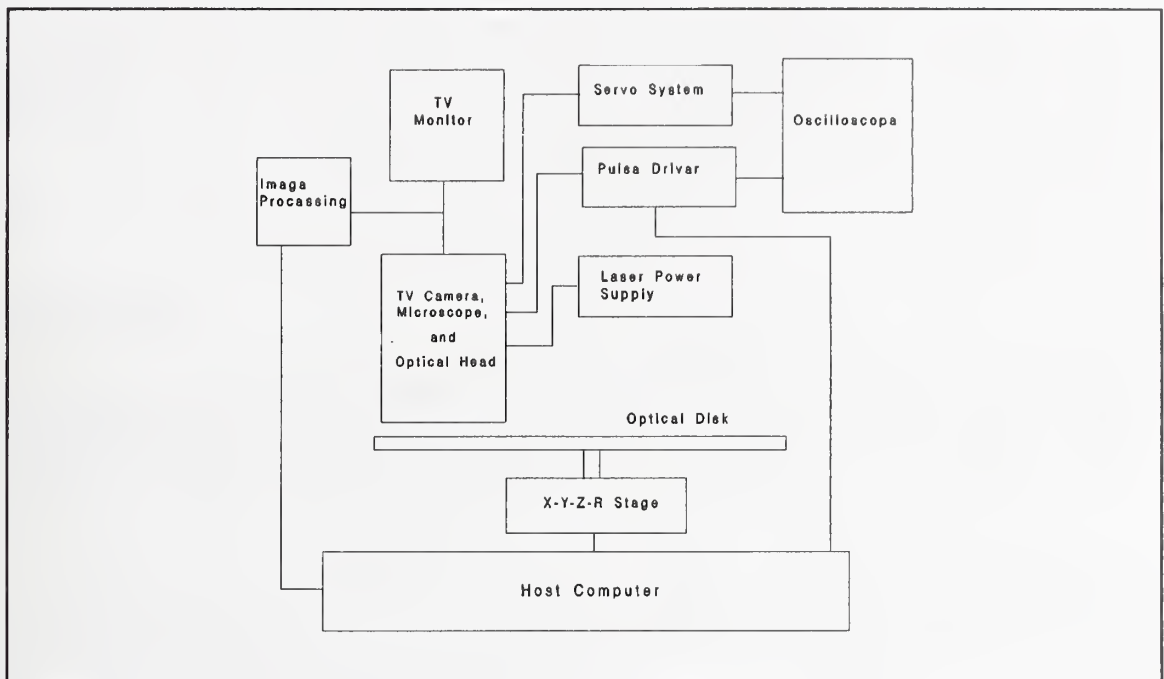 TV
Monitor
Servo System
Oscilloscopa
Pulsa Drivar
Imaga
Procassing
Laser Power
Supply
TV Camera,
Microscope,
and
Optical Head
Optical Disk
X-Y-Z-R Stage
Host Computer